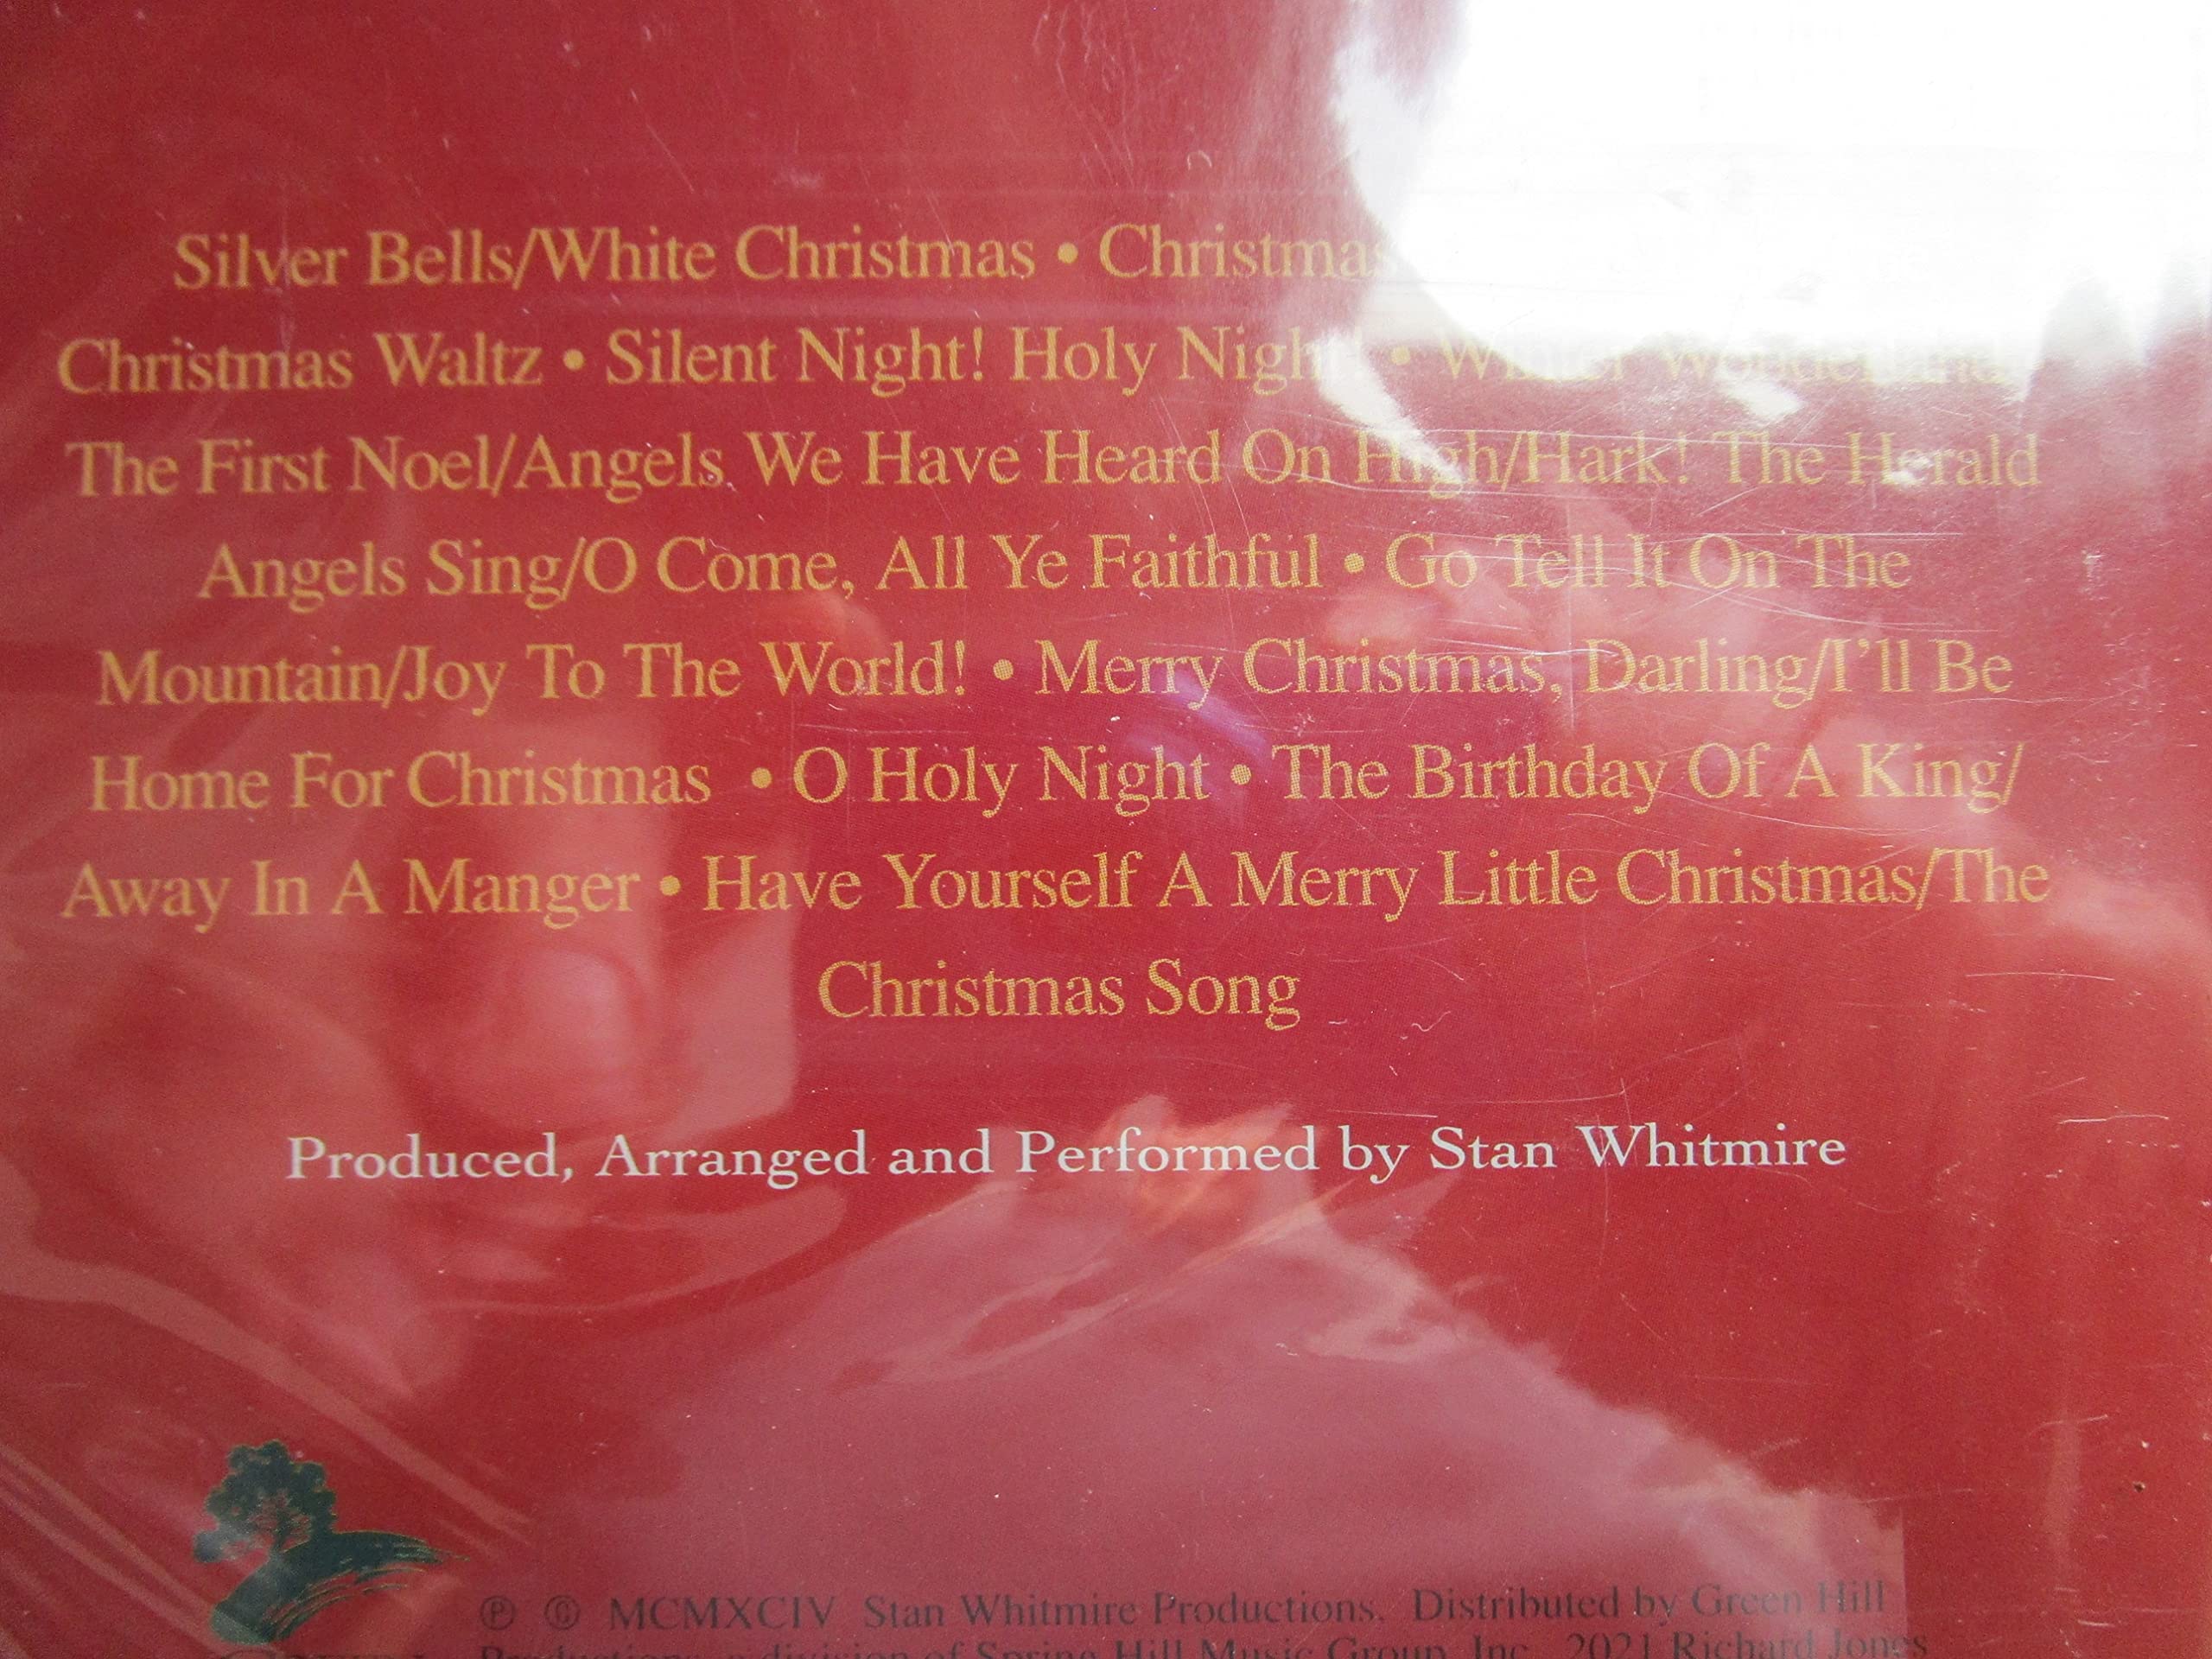 Silver Bells/White Christmas • Christmas
Christmas Waltz • Silent Night! Holy Night! • Winter Wonderland
The First Noel/Angels We Have Heard On High/Hark! The Herald
Angels Sing/O Come, All Ye Faithful • Go Tell It On The
Mountain/Joy To The World! • Merry Christmas, Darling/I'll Be
Home For Christmas • O Holy Night • The Birthday Of A King/
Away In A Manger • Have Yourself A Merry Little Christmas/The
Christmas Song
Produced, Arranged and Performed by Stan Whitmire
℗ © MCMXCIV Stan Whitmire Productions. Distributed by Green Hill
Productions, a division of Spring Hill Music Group, Inc. 2021 Richard Jones